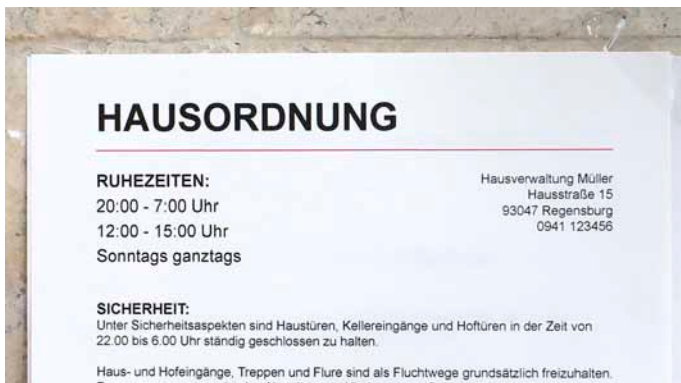 HAUSORDNUNG
RUHEZEITEN:
20:00 - 7:00 Uhr
12:00 - 15:00 Uhr
Sonntags ganztags
Hausverwaltung Müller
Hausstraße 15
93047 Regensburg
0941 123456
SICHERHEIT:
Unter Sicherheitsaspekten sind Haustüren, Kellereingänge und Hoftüren in der Zeit von
22.00 bis 6.00 Uhr ständig geschlossen zu halten.
Haus- und Hofeingänge, Treppen und Flure sind als Fluchtwege grundsätzlich freizuhalten.